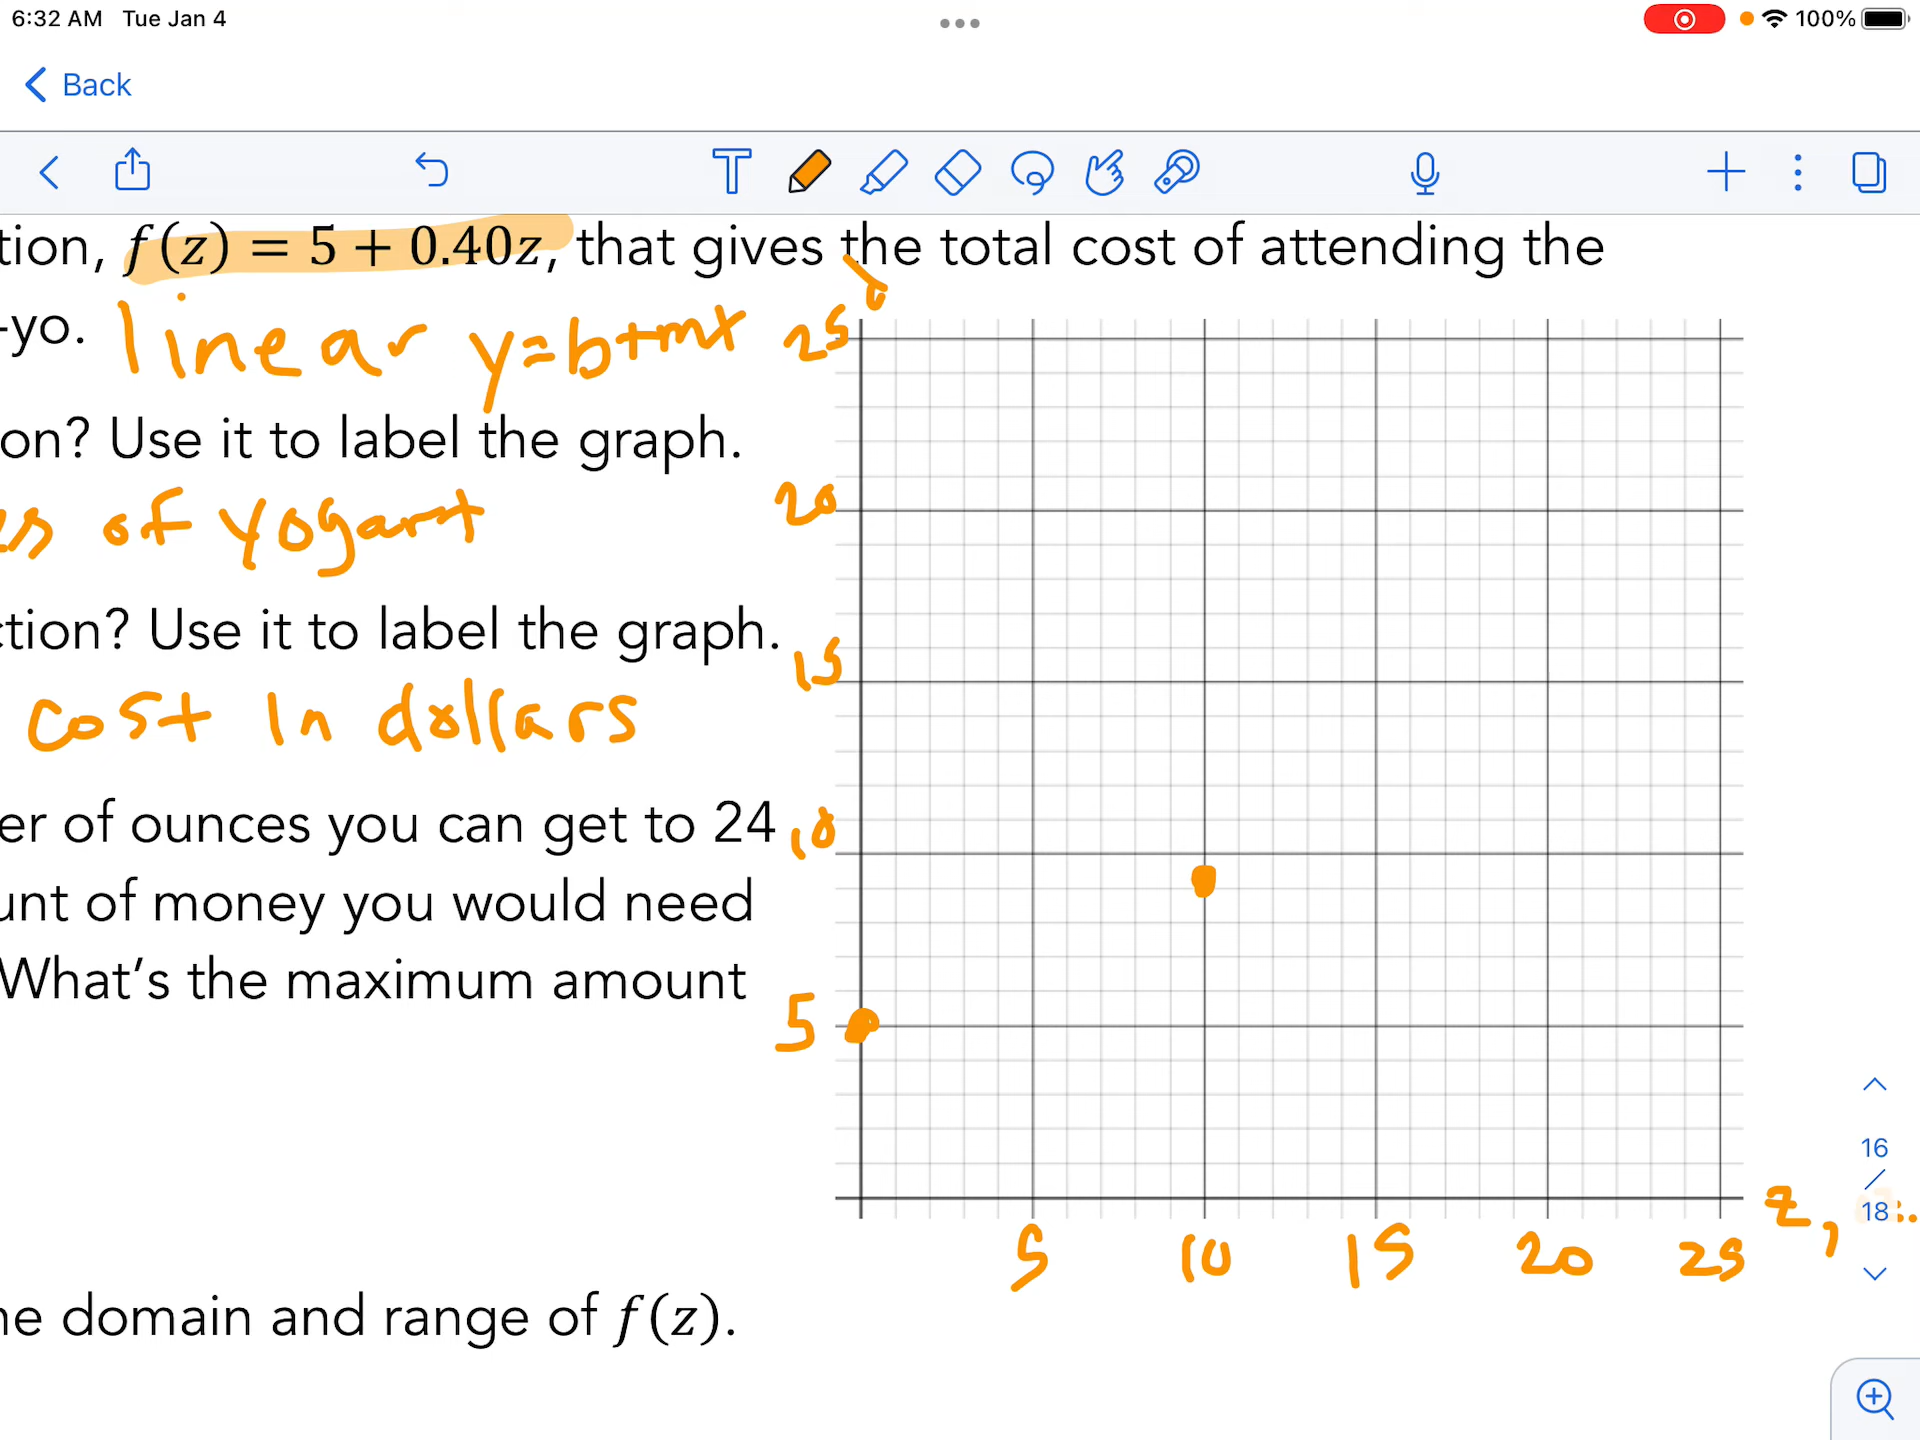 6:32 AM Tue Jan 4
100%
Back
tion, f(z) = 5 + 0.40z, that gives the total cost of attending the
-yo. linear y=b+mx
on? Use it to label the graph.
of yogart
ction? Use it to label the graph.
cost in dollars
er of ounces you can get to 24
unt of money you would need
What's the maximum amount
ne domain and range of f(z).
25
20
15
10
5
5 10 15 20 25 z,
16
/
18